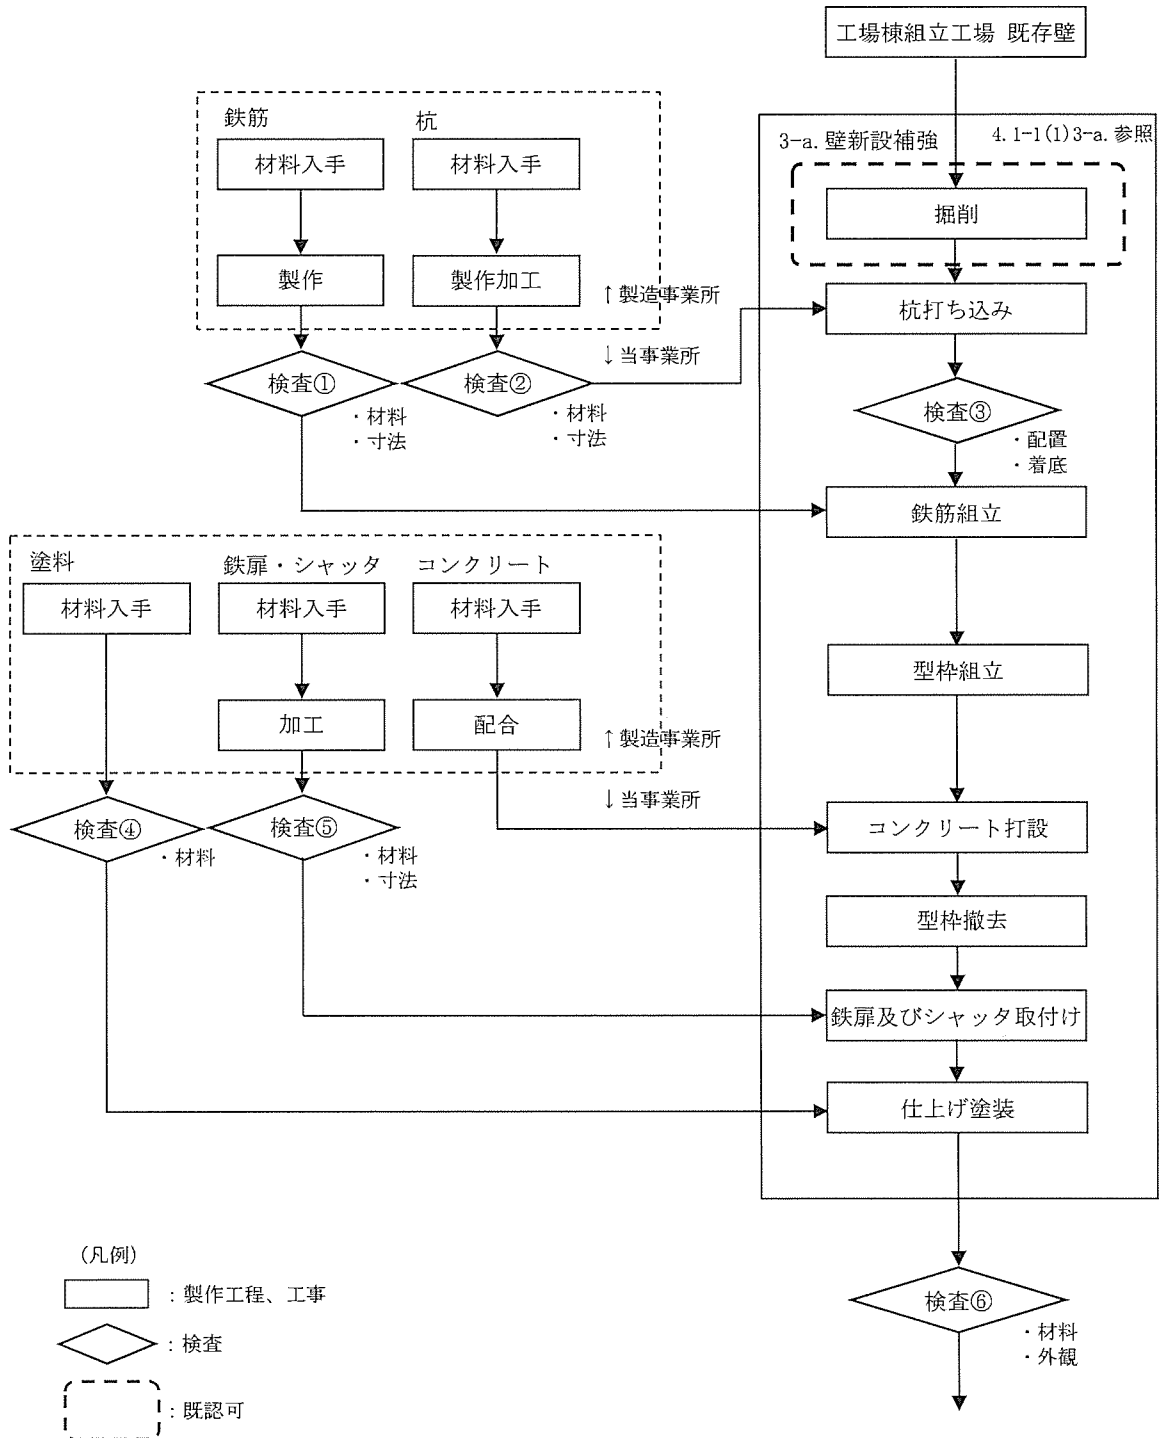 工場棟組立工場 既存壁
鉄筋
杭
材料入手
材料入手
製作
製作加工
↑製造事業所
↓当事業所
検査①
・材料
・寸法
検査②
・材料
・寸法
3-a. 壁新設補強
4.1-1(1)3-a. 参照
掘削
杭打ち込み
検査③
・配置
・着底
鉄筋組立
塗料
鉄扉・シャッタ
コンクリート
材料入手
材料入手
材料入手
加工
配合
↑製造事業所
↓当事業所
検査④
・材料
検査⑤
・材料
・寸法
型枠組立
コンクリート打設
型枠撤去
鉄扉及びシャッタ取付け
仕上げ塗装
検査⑥
・材料
・外観
(凡例)
:製作工程、工事
:検査
:既認可